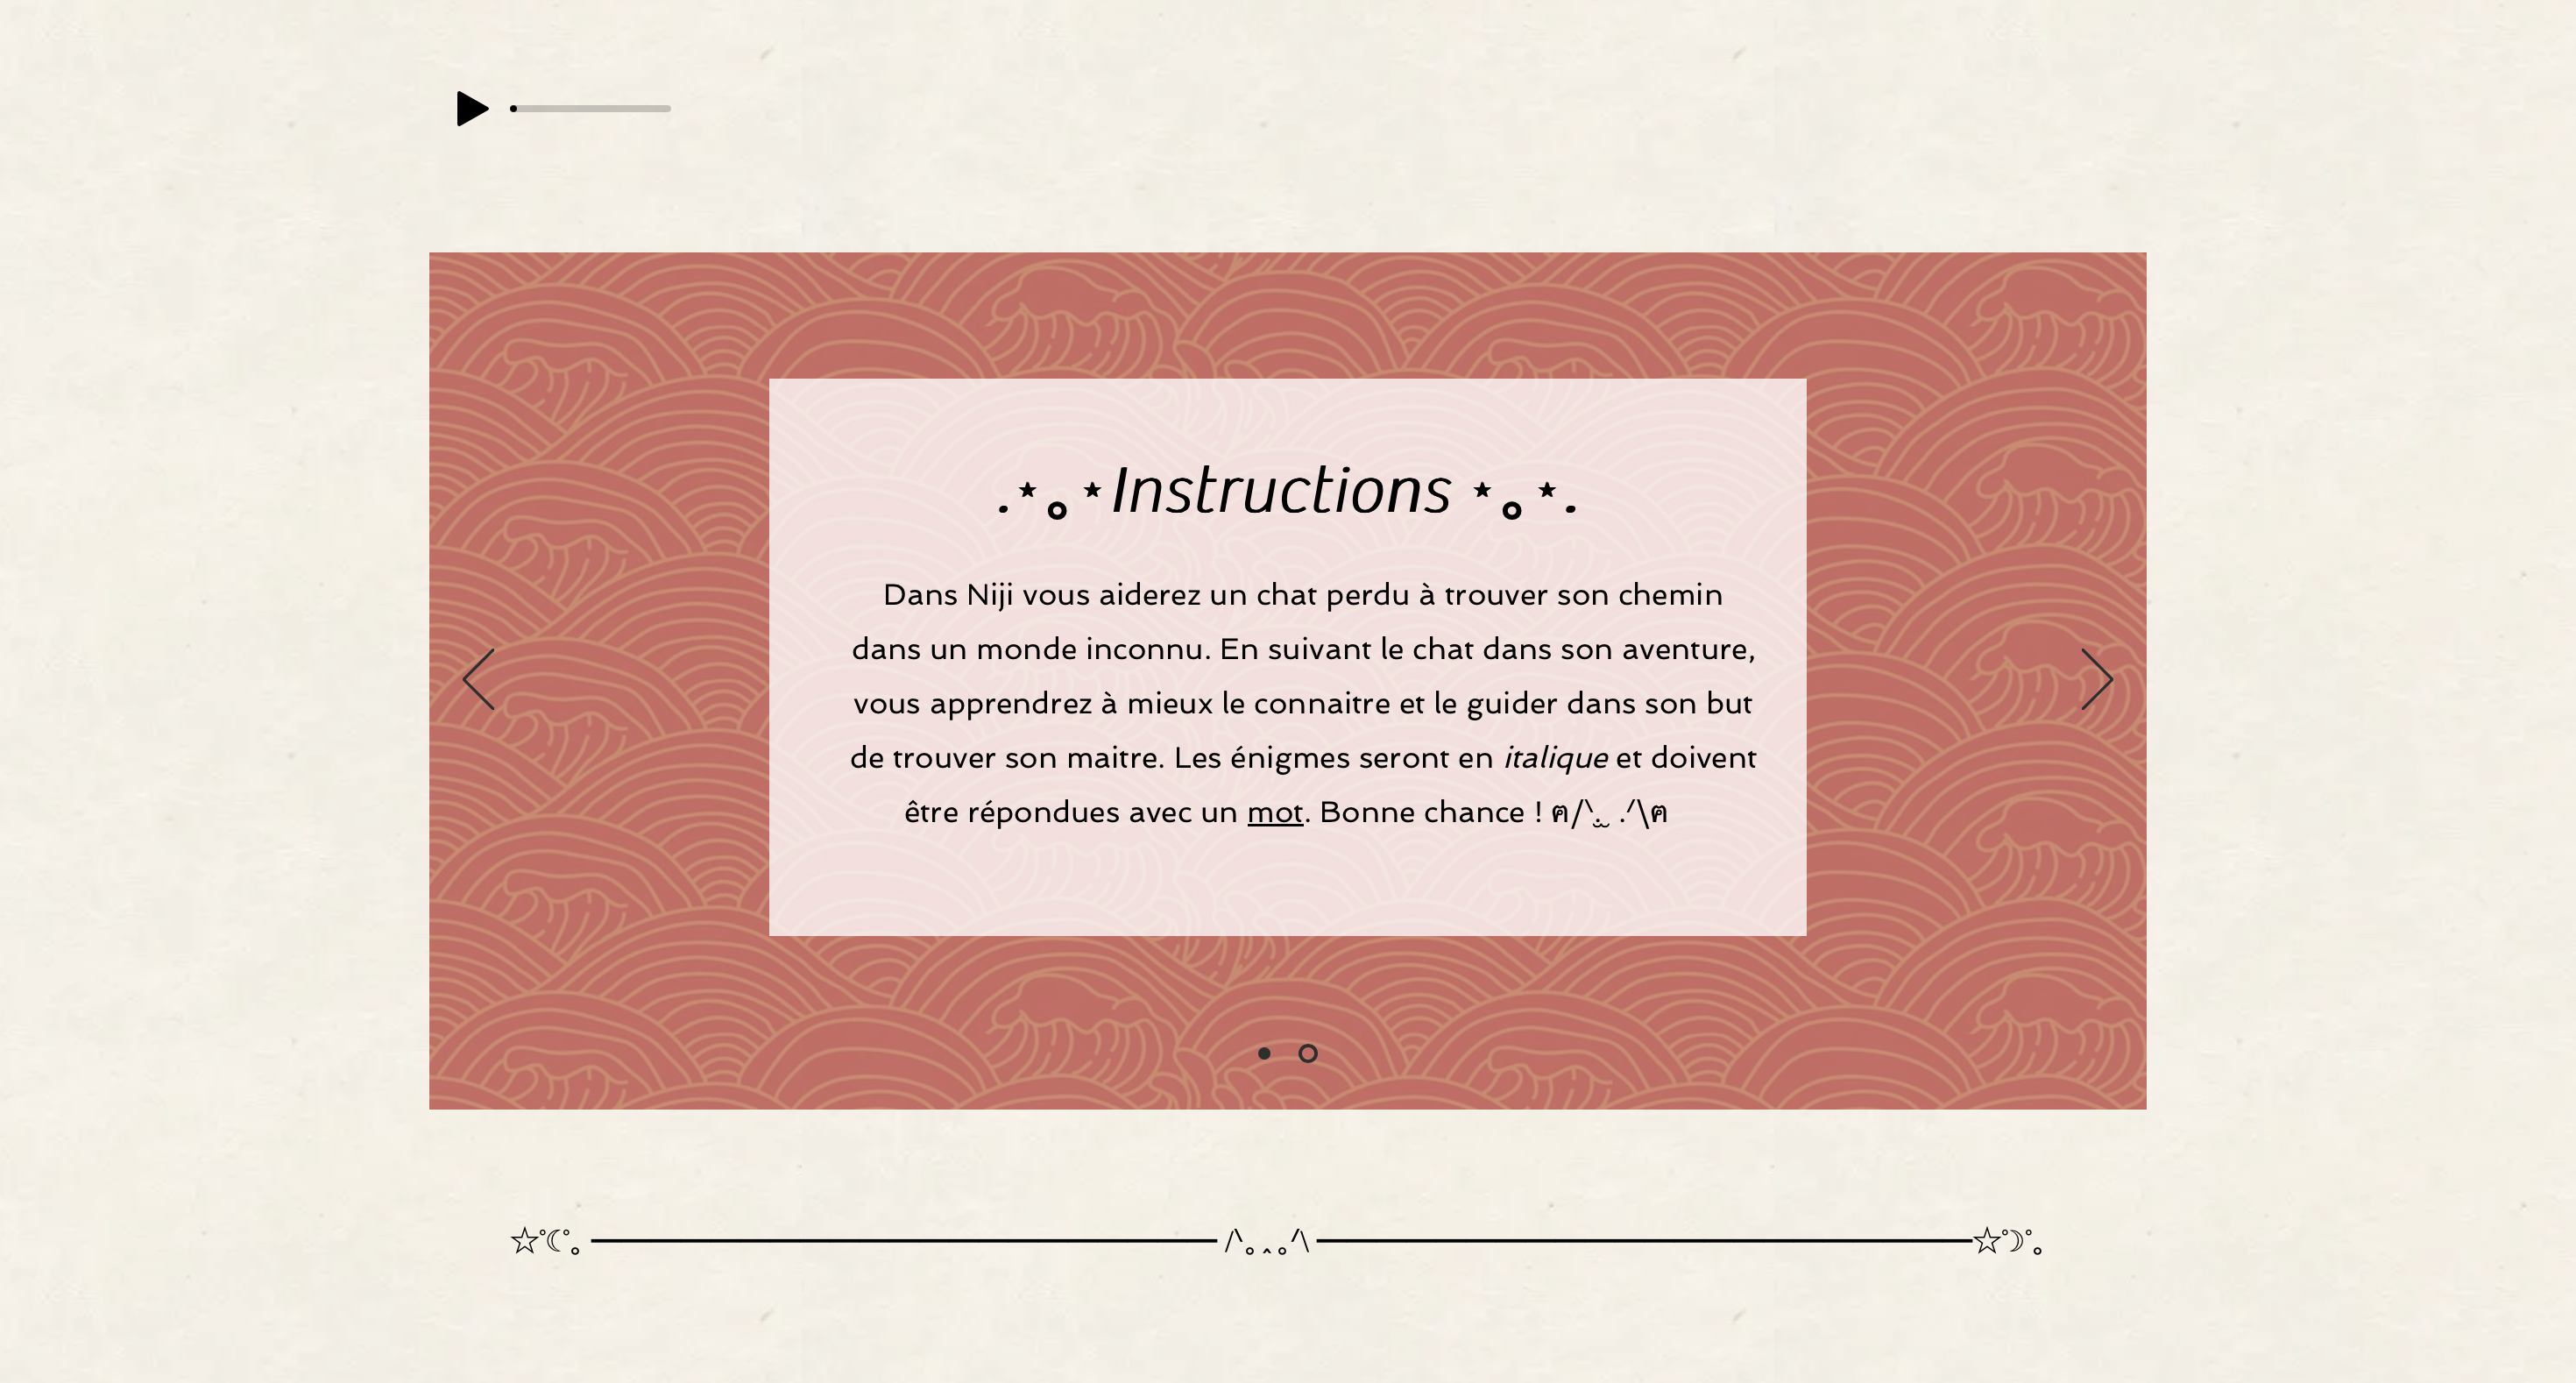 .⋆｡⋆Instructions ⋆｡⋆.
Dans Niji vous aiderez un chat perdu à trouver son chemin
dans un monde inconnu. En suivant le chat dans son aventure,
vous apprendrez à mieux le connaitre et le guider dans son but
de trouver son maitre. Les énigmes seront en italique et doivent
être répondues avec un mot. Bonne chance ! ฅ/ᐠ.̫ .ᐟ\ฅ
☆˚☾˚｡ ──────── /ᐠ｡‸｡ᐟ\ ────────☆˚☽˚｡